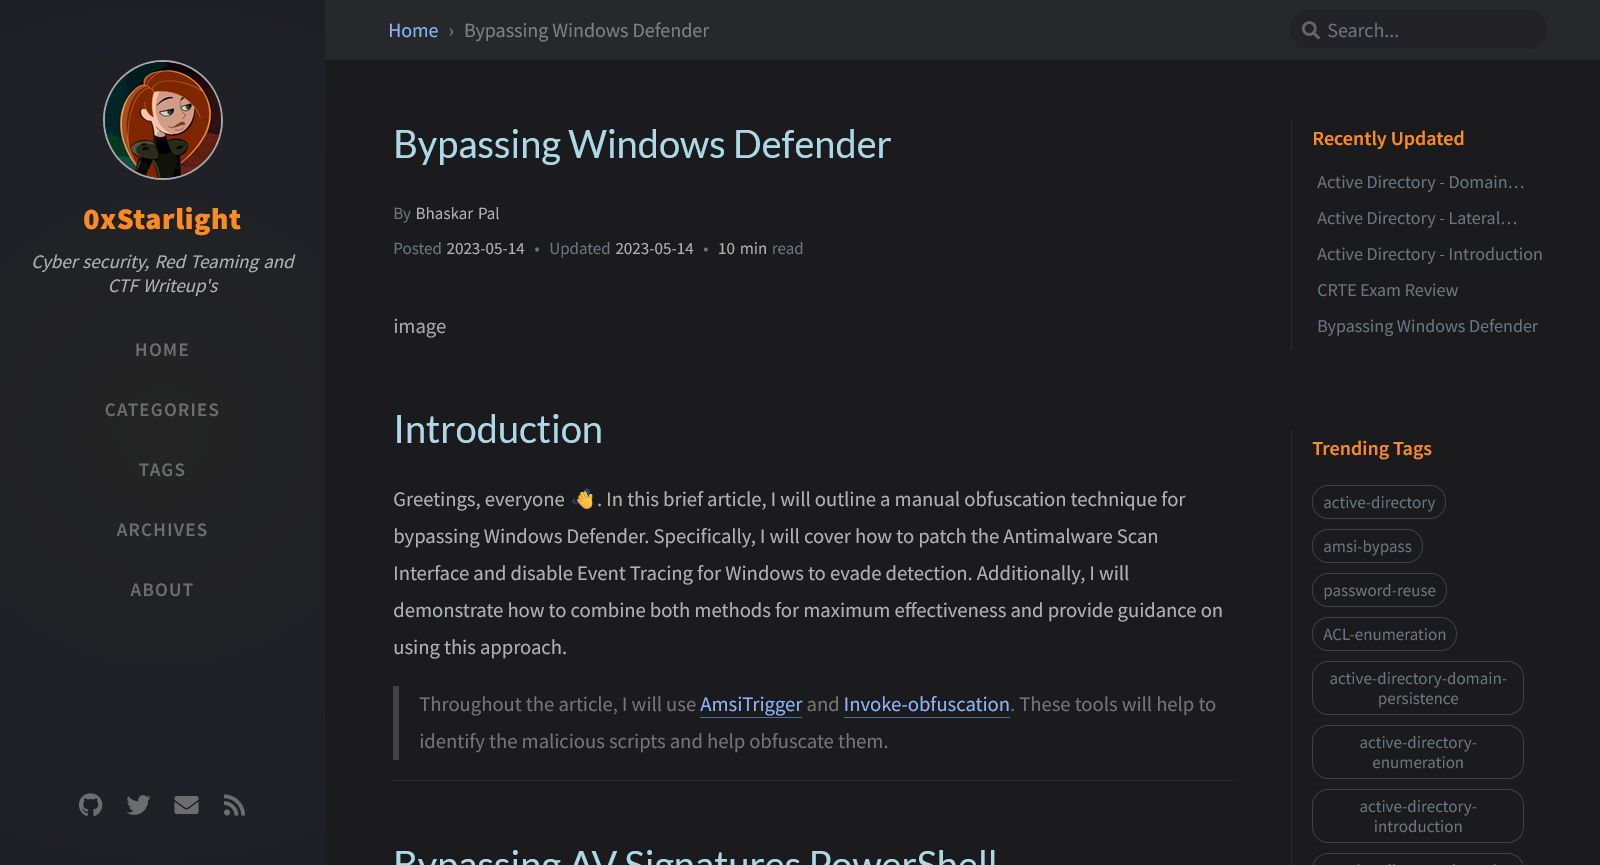 0xStarlight
Cyber security, Red Teaming and
CTF Writeup's
HOME
CATEGORIES
TAGS
ARCHIVES
ABOUT
Home › Bypassing Windows Defender
Search...
Bypassing Windows Defender
By Bhaskar Pal
Posted 2023-05-14 • Updated 2023-05-14 • 10 min read
image
Introduction
Greetings, everyone 👋. In this brief article, I will outline a manual obfuscation technique for
bypassing Windows Defender. Specifically, I will cover how to patch the Antimalware Scan
Interface and disable Event Tracing for Windows to evade detection. Additionally, I will
demonstrate how to combine both methods for maximum effectiveness and provide guidance on
using this approach.
Throughout the article, I will use AmsiTrigger and Invoke-obfuscation. These tools will help to
identify the malicious scripts and help obfuscate them.
Bypassing AV Signatures PowerShell
Recently Updated
Active Directory - Domain…
Active Directory - Lateral…
Active Directory - Introduction
CRTE Exam Review
Bypassing Windows Defender
Trending Tags
active-directory
amsi-bypass
password-reuse
ACL-enumeration
active-directory-domain-
persistence
active-directory-
enumeration
active-directory-
introduction